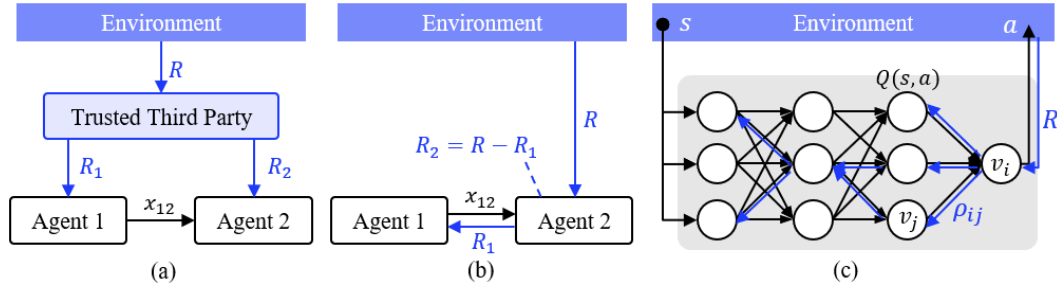 Environment
R
Trusted Third Party
R₁
R₂
Agent 1
x₁₂
Agent 2
(a)
Environment
R
R₂ = R − R₁
Agent 1
x₁₂
R₁
Agent 2
(b)
s
Environment
a
Q(s, a)
R
vᵢ
vⱼ
ρᵢⱼ
(c)